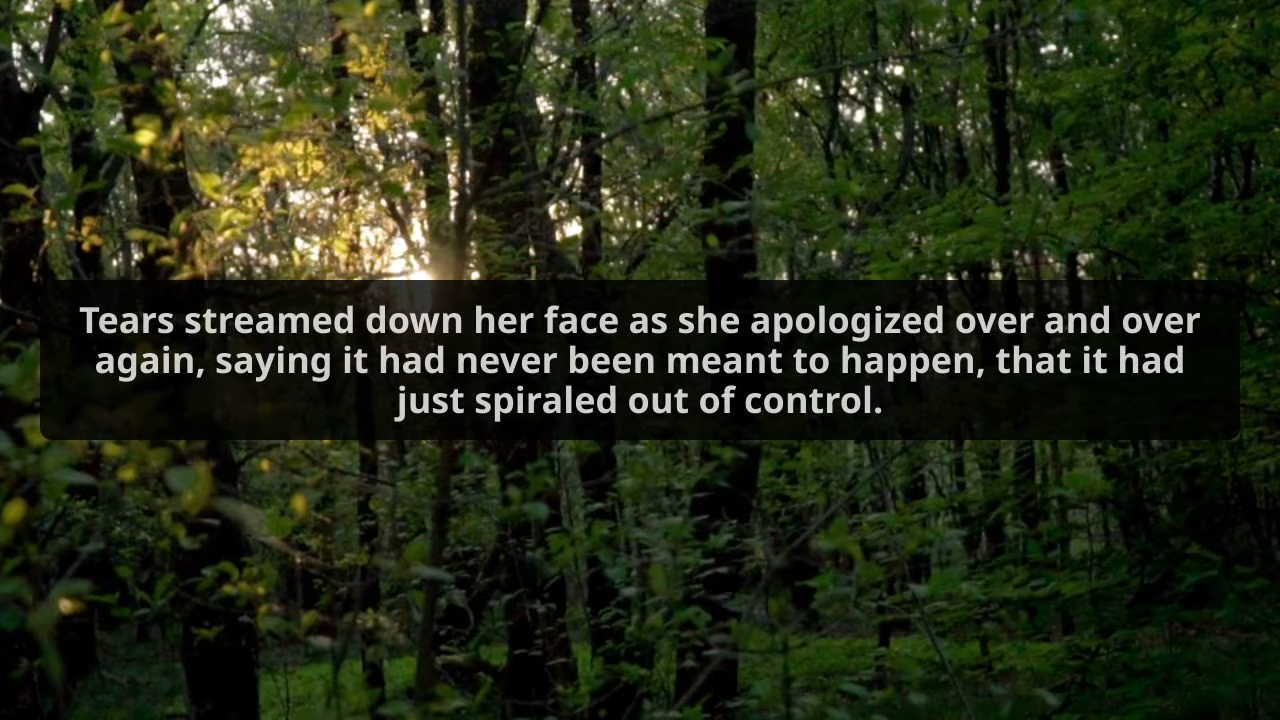 Tears streamed down her face as she apologized over and over
again, saying it had never been meant to happen, that it had
just spiraled out of control.